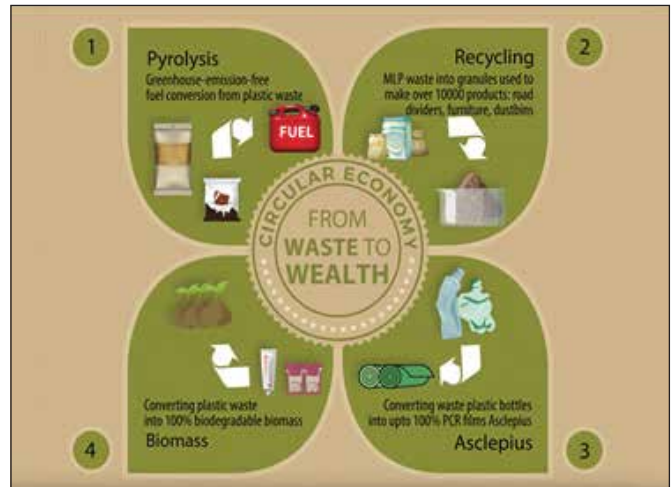 1
Pyrolysis
Greenhouse-emission-free
fuel conversion from plastic waste
FUEL
2
Recycling
MLP waste into granules used to
make over 10000 products: road
dividers, furniture, dustbins
CIRCULAR ECONOMY
FROM
WASTE TO
WEALTH
Converting plastic waste
into 100% biodegradable biomass
Biomass
4
Converting waste plastic bottles
into upto 100% PCR films Asclepius
Asclepius
3